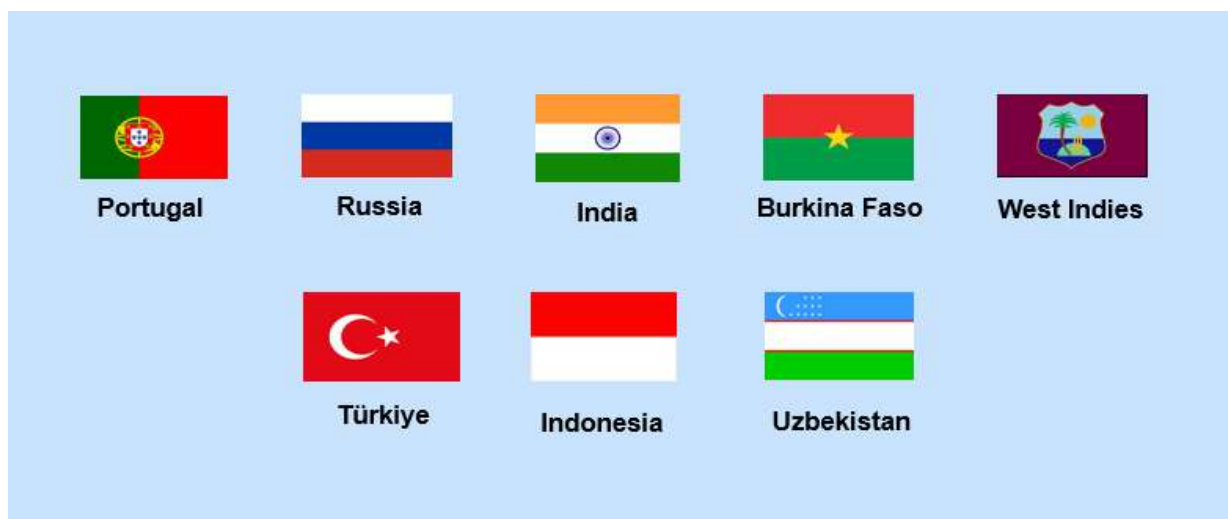 Portugal
Russia
India
Burkina Faso
West Indies
Türkiye
Indonesia
Uzbekistan